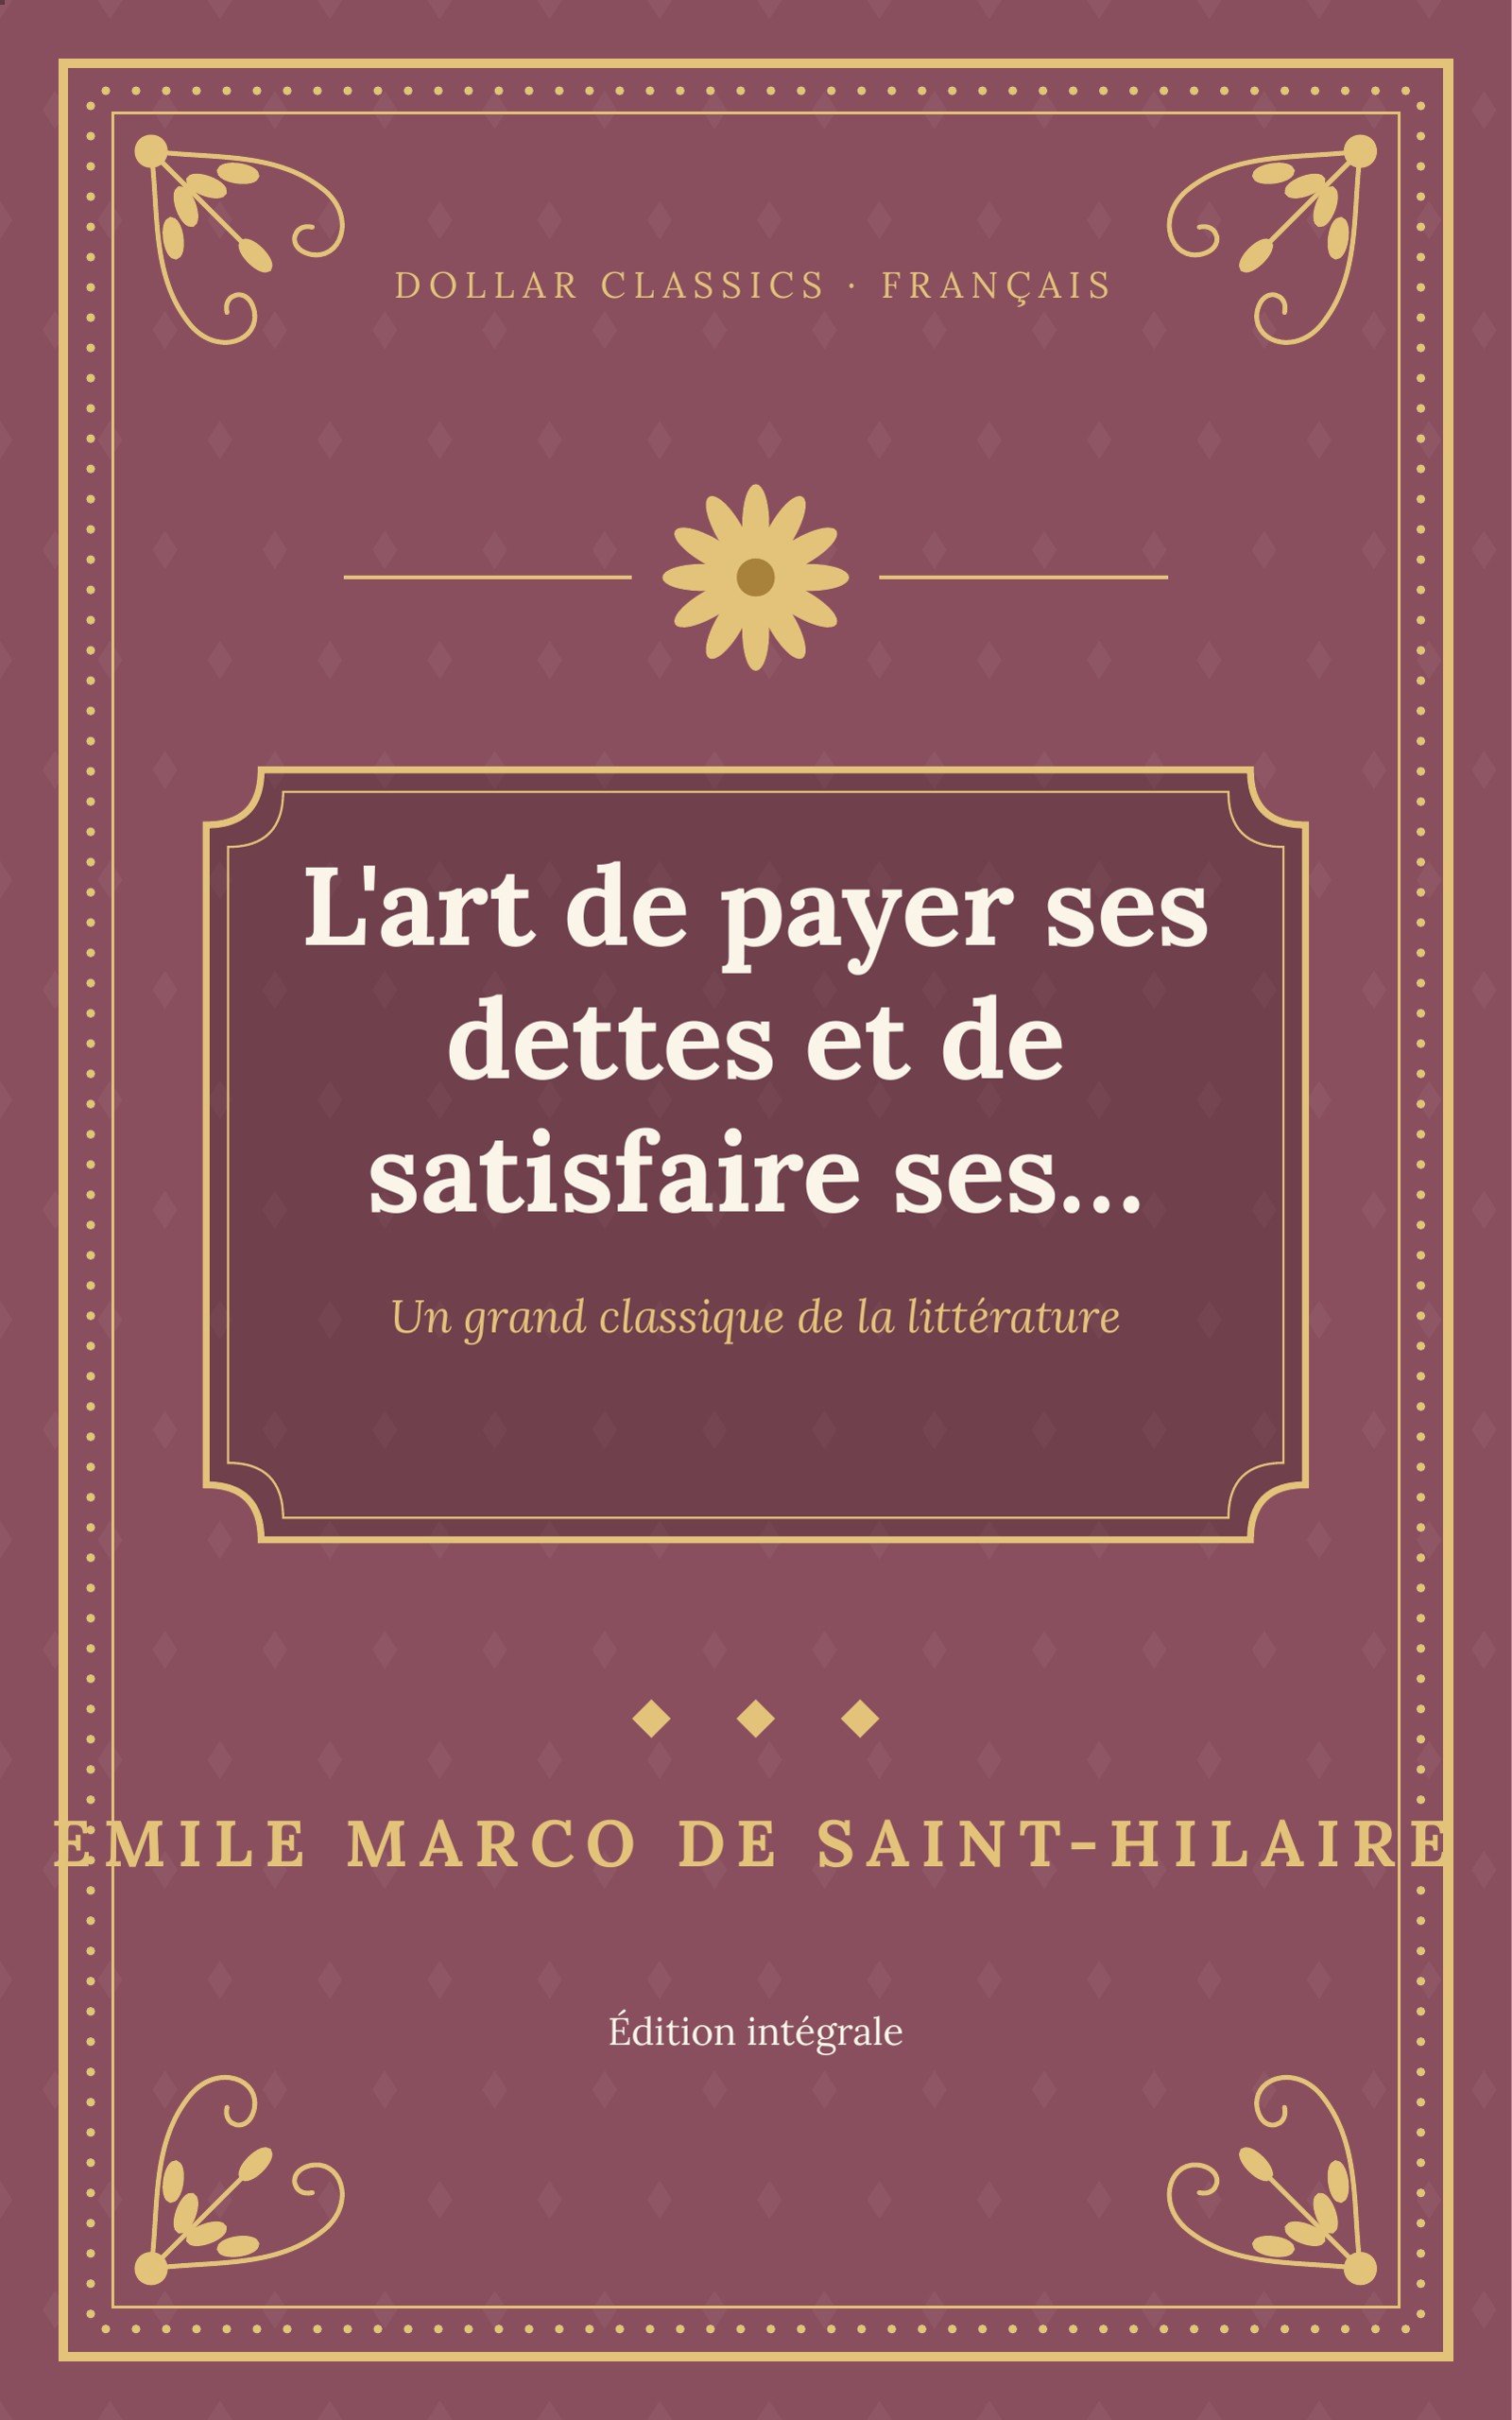 DOLLAR CLASSICS · FRANÇAIS
L'art de payer ses
dettes et de
satisfaire ses...
Un grand classique de la littérature
EMILE MARCO DE SAINT-HILAIRE
Édition intégrale